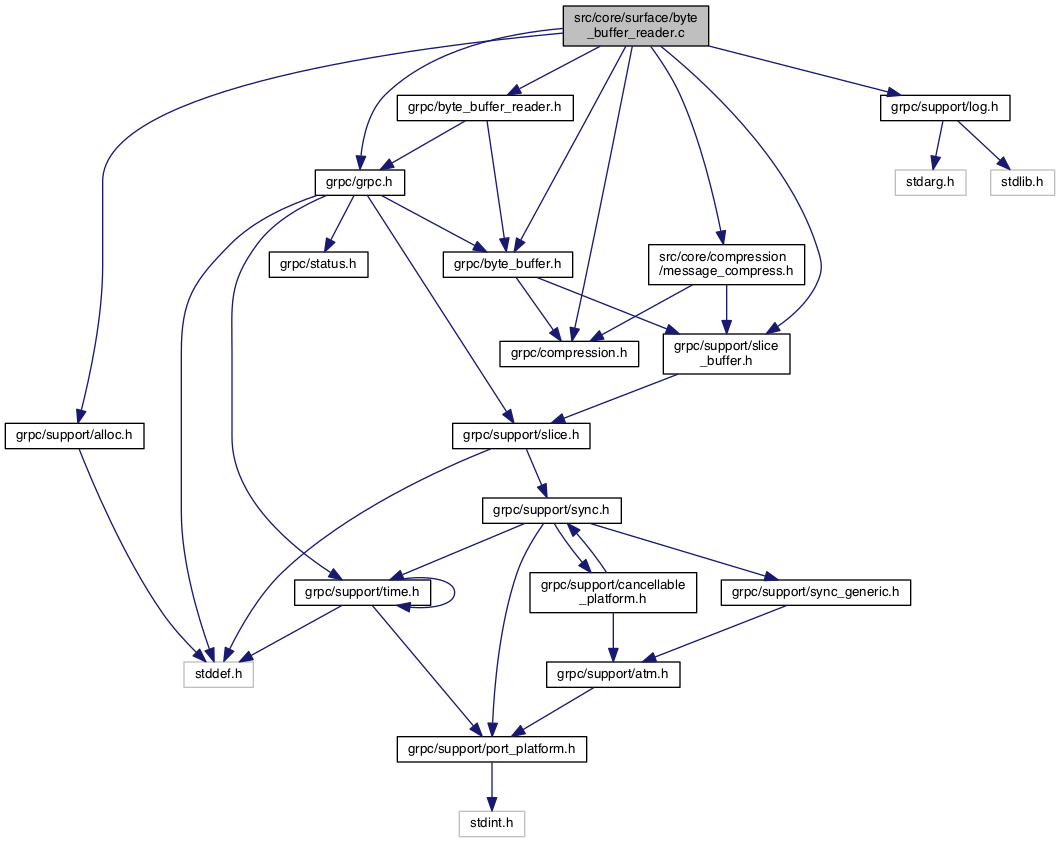 src/core/surface/byte
_buffer_reader.c
grpc/byte_buffer_reader.h
grpc/support/log.h
grpc/grpc.h
stdarg.h
stdlib.h
grpc/status.h
grpc/byte_buffer.h
src/core/compression
/message_compress.h
grpc/compression.h
grpc/support/slice
_buffer.h
grpc/support/alloc.h
grpc/support/slice.h
grpc/support/sync.h
grpc/support/time.h
grpc/support/cancellable
_platform.h
grpc/support/sync_generic.h
stddef.h
grpc/support/atm.h
grpc/support/port_platform.h
stdint.h